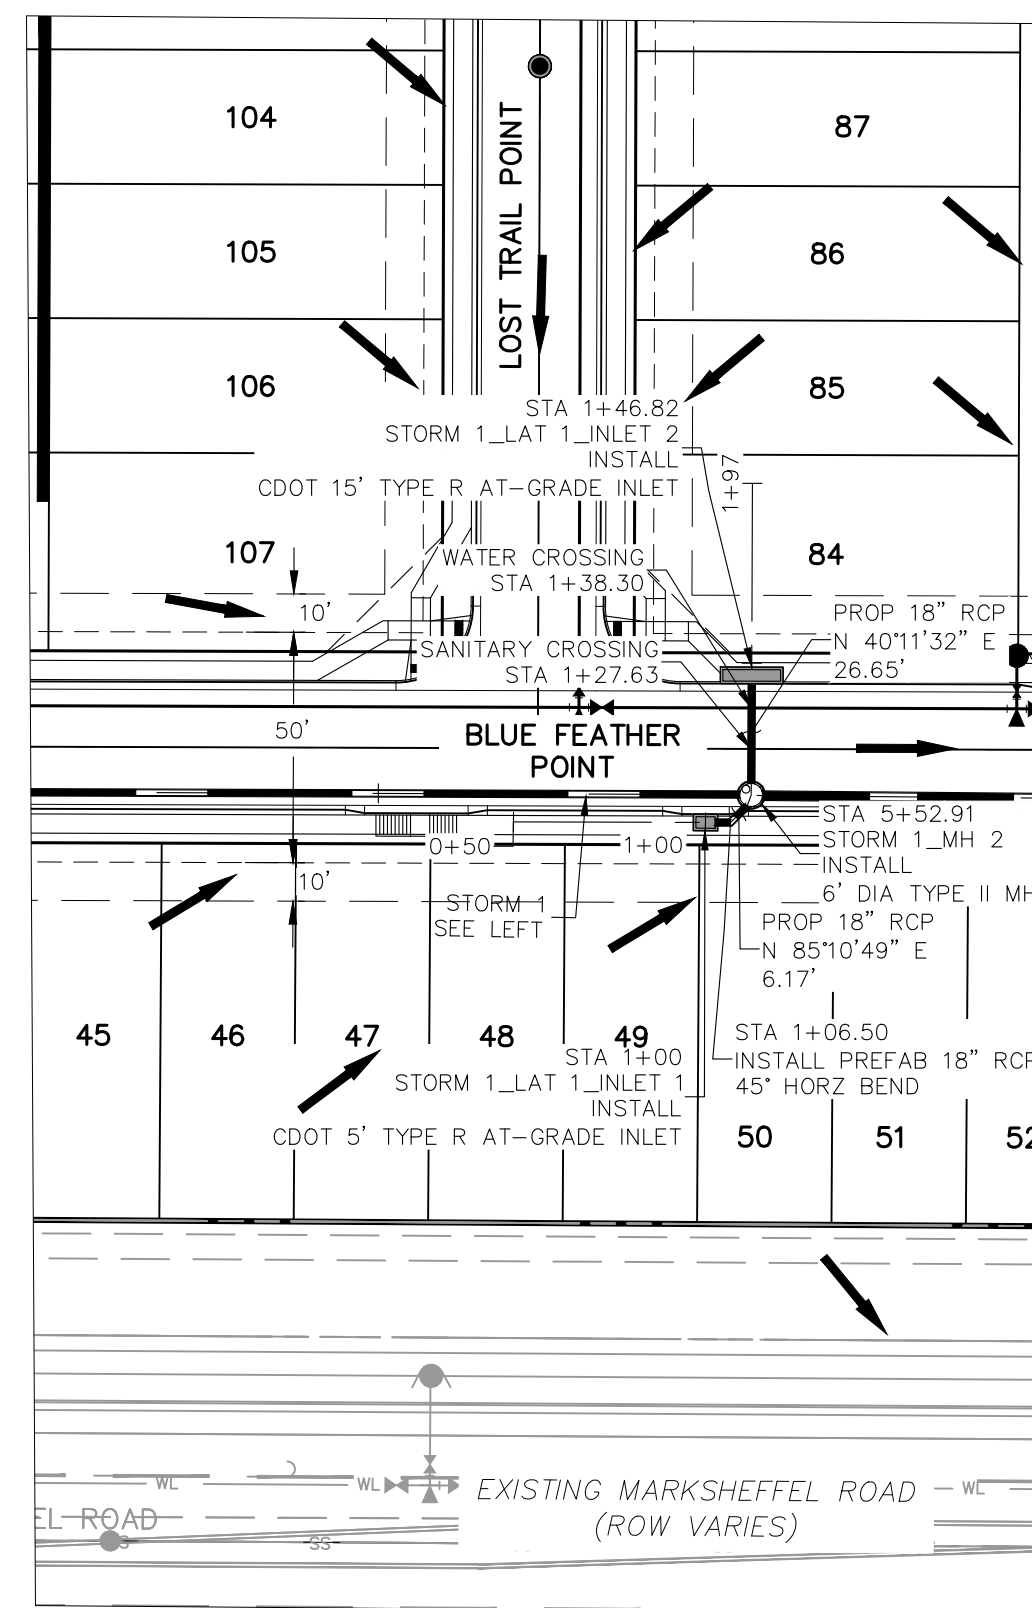 104
87
LOST TRAIL POINT
105
86
106
85
STA 1+46.82
STORM 1_LAT 1_INLET 2
INSTALL
CDOT 15' TYPE R AT-GRADE INLET
1+97
107
84
WATER CROSSING
STA 1+38.30
10'
PROP 18" RCP
N 40°11'32" E
26.65'
SANITARY CROSSING
STA 1+27.63
50'
BLUE FEATHER
POINT
STA 5+52.91
STORM 1_MH 2
INSTALL
6' DIA TYPE II MH
0+50
1+00
10'
STORM 1
SEE LEFT
PROP 18" RCP
N 85°10'49" E
6.17'
45
46
47
48
49
STA 1+06.50
INSTALL PREFAB 18" RCP
45° HORZ BEND
STA 1+00
STORM 1_LAT 1_INLET 1
INSTALL
CDOT 5' TYPE R AT-GRADE INLET
50
51
52
WL
WL
WL
EXISTING MARKSHEFFEL ROAD
(ROW VARIES)
EL ROAD
SS